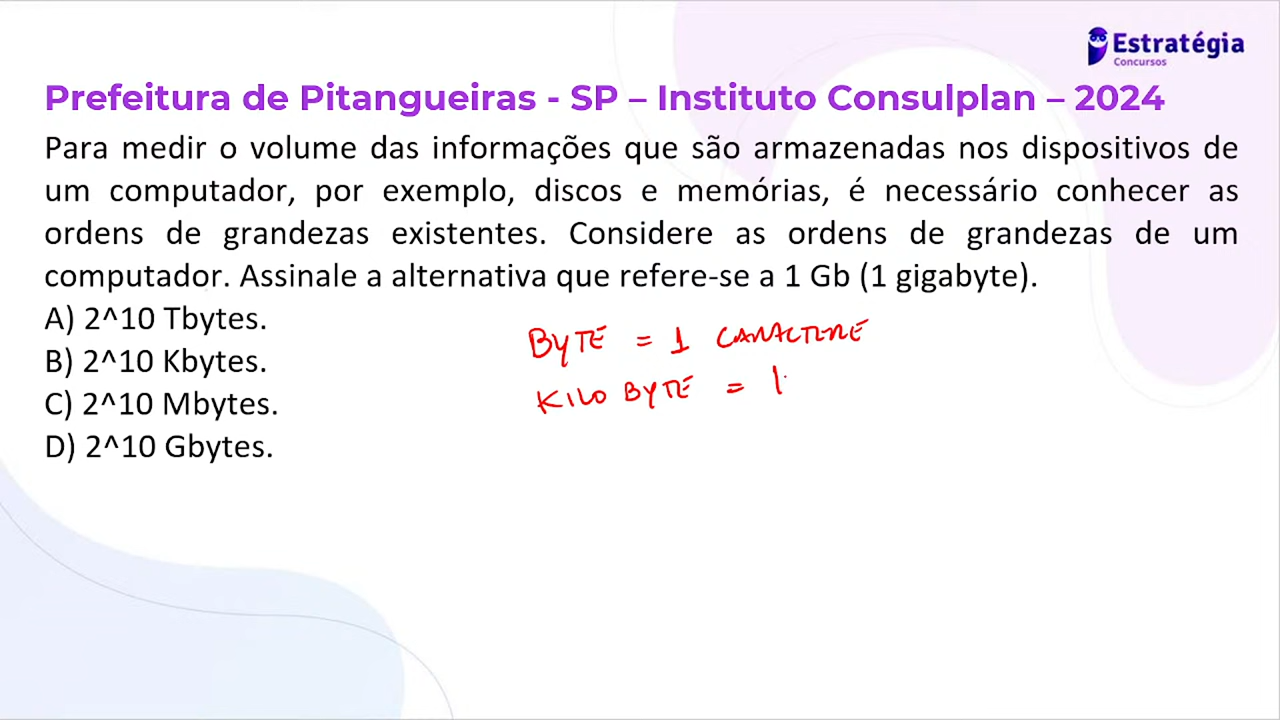 Estratégia
Concursos
Prefeitura de Pitangueiras - SP – Instituto Consulplan – 2024
Para medir o volume das informações que são armazenadas nos dispositivos de
um computador, por exemplo, discos e memórias, é necessário conhecer as
ordens de grandezas existentes. Considere as ordens de grandezas de um
computador. Assinale a alternativa que refere-se a 1 Gb (1 gigabyte).
A) 2^10 Tbytes.
B) 2^10 Kbytes.
C) 2^10 Mbytes.
D) 2^10 Gbytes.
BYTE = 1 CARACTERE
KILO BYTE = 1